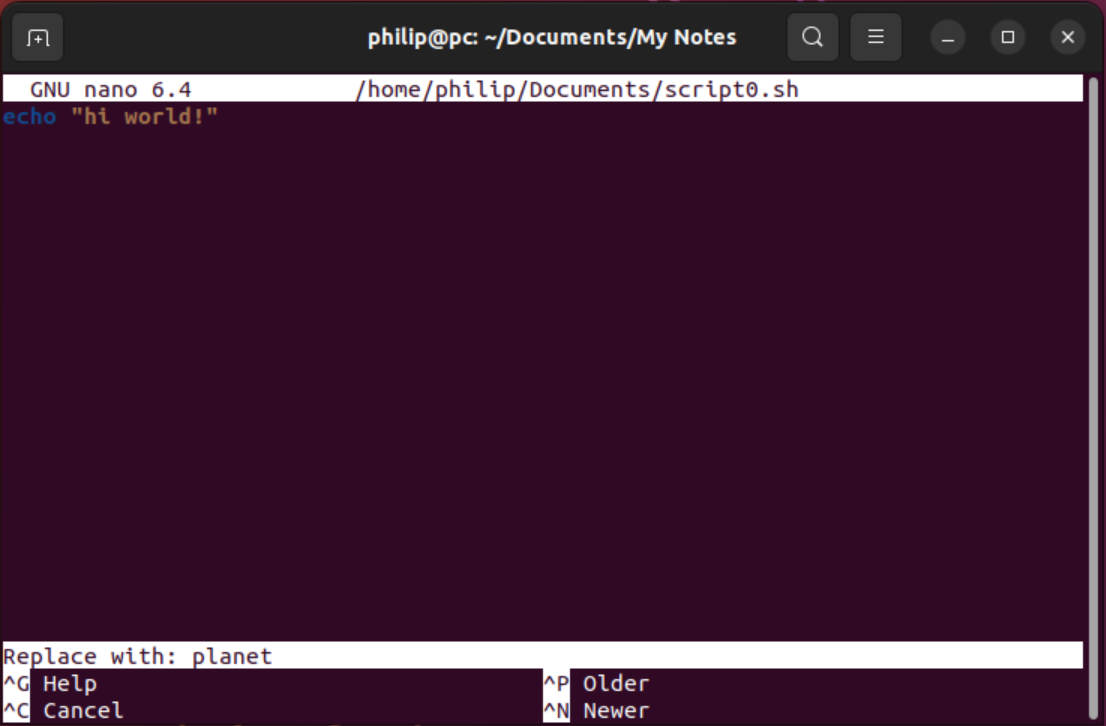 philip@pc: ~/Documents/My Notes
GNU nano 6.4 /home/philip/Documents/script0.sh
echo "hi world!"
Replace with: planet
^G Help ^P Older
^C Cancel ^N Newer